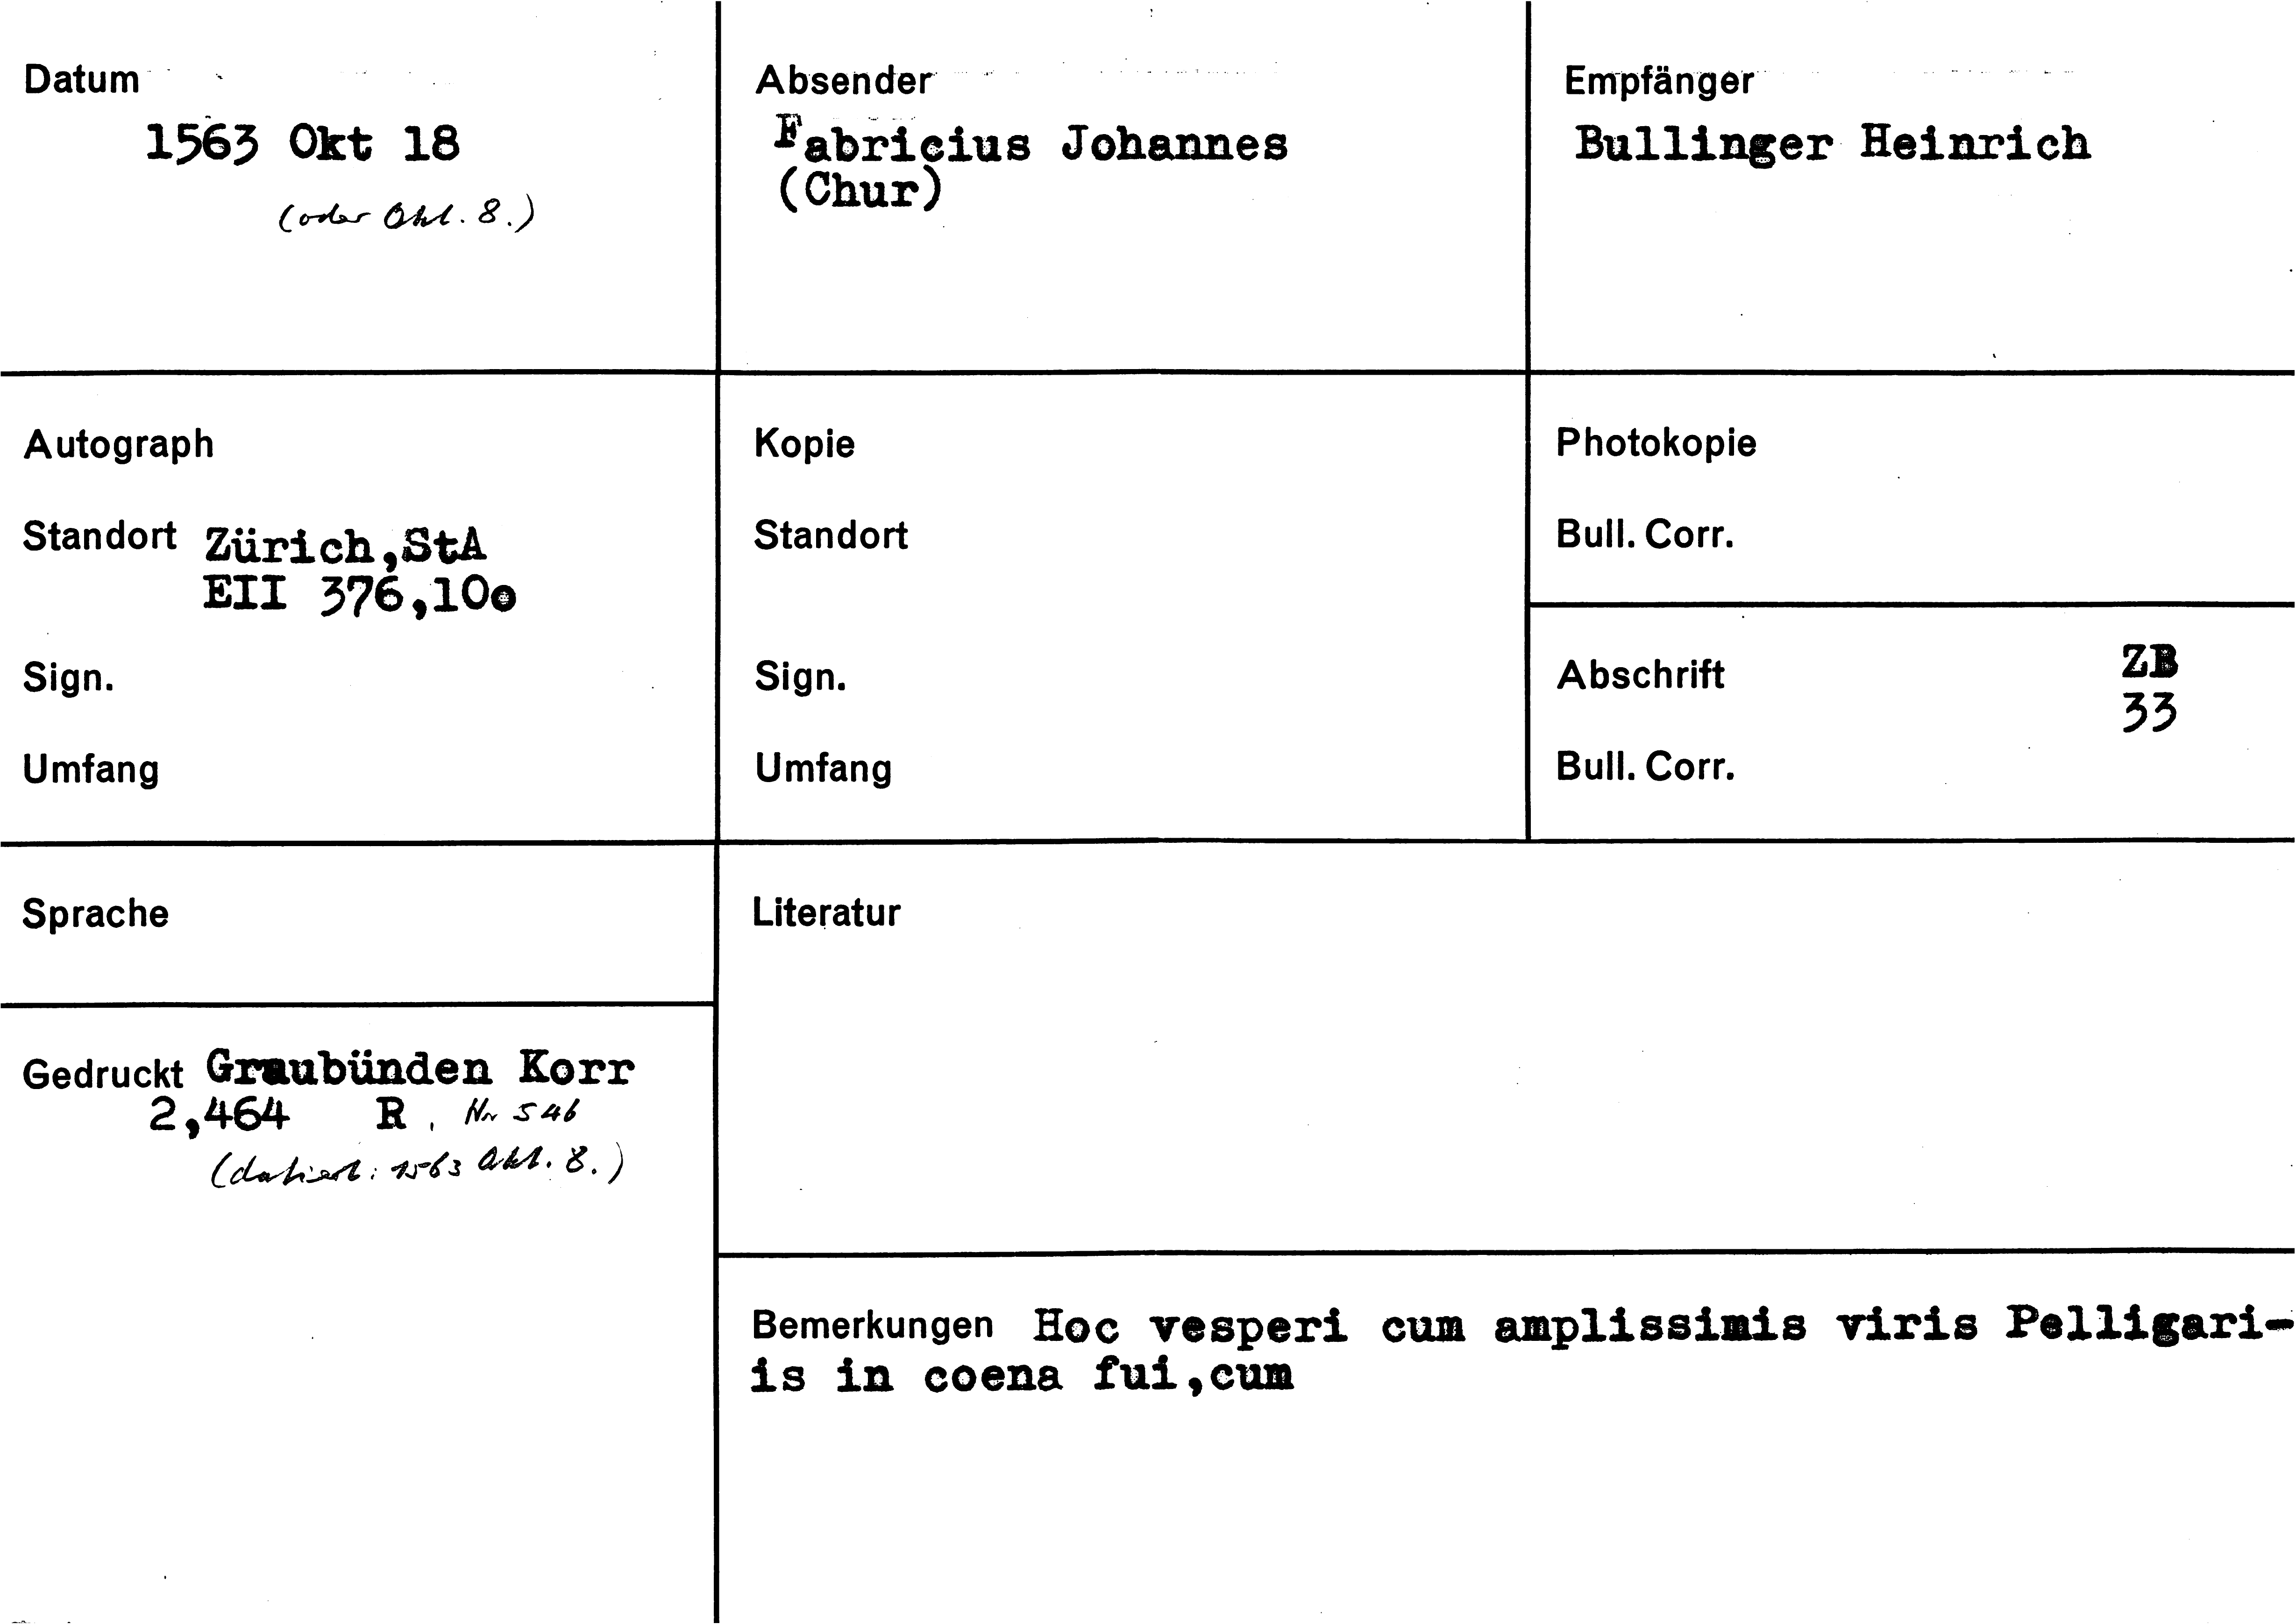 Datum
1563 Okt 18
(oder Okt. 8.)
Absender
Fabricius Johannes
(Chur)
Empfänger
Bullinger Heinrich
Autograph
Standort Zürich,StA
EII 376,10
Sign.
Umfang
Kopie
Standort
Sign.
Umfang
Photokopie
Bull. Corr.
Abschrift ZB
33
Bull. Corr.
Sprache
Literatur
Gedruckt Graubünden Korr
2,464 R, Nr 546
(datiert: 1563 Okt. 8.)
Bemerkungen Hoc vesperi cum amplissimis viris Pelligari-
is in coena fui,cum